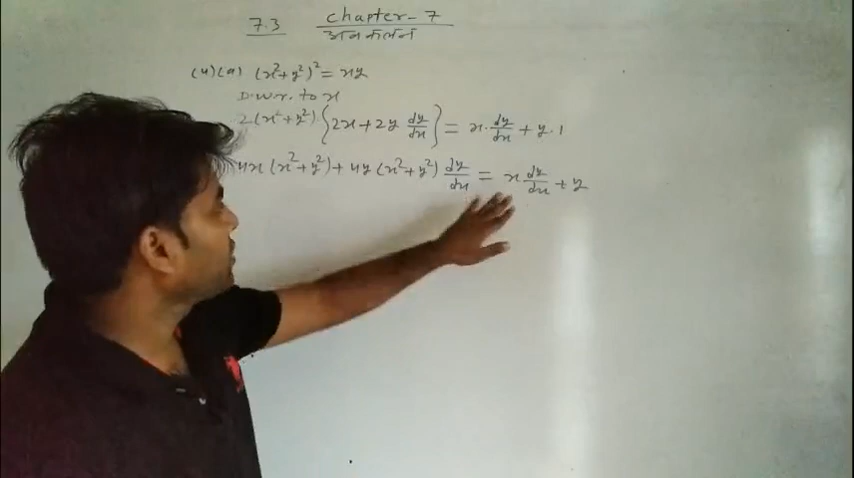 7.3 Chapter-7
अवकलन
(4)(a) (x²+y²)² = xy
D.w.r. to x
2(x²+y²).{2x+2y dy/dx} = x.dy/dx + y.1
4x(x²+y²)+4y(x²+y²) dy/dx = x dy/dx + y